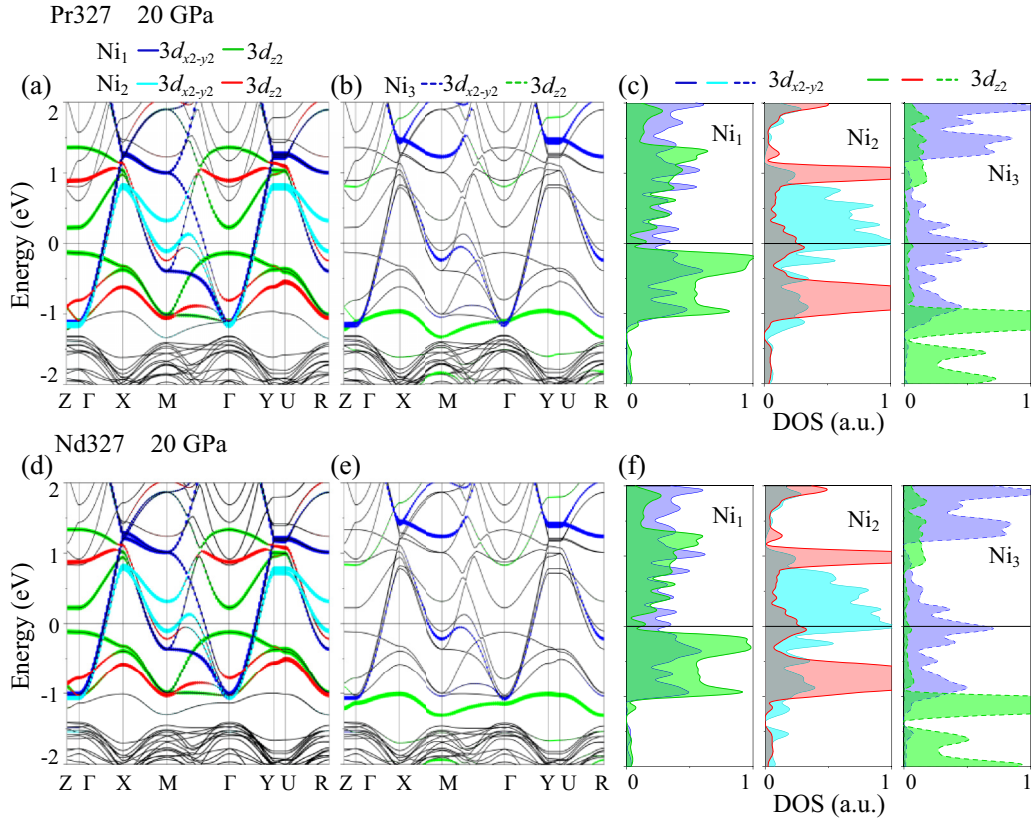 Pr327 20 GPa
Ni1 3dx2-y2 3dz2
(a) Ni2 3dx2-y2 3dz2 (b) Ni3 3dx2-y2 3dz2 (c) 3dx2-y2 3dz2
2
1
0
-1
-2
Energy (eV)
Z Γ X M Γ Y U R
Z Γ X M Γ Y U R
Ni1
Ni2
Ni3
0 1 0 1 0 1
DOS (a.u.)
Nd327 20 GPa
(d) (e) (f)
2
1
0
-1
-2
Energy (eV)
Z Γ X M Γ Y U R
Z Γ X M Γ Y U R
Ni1
Ni2
Ni3
0 1 0 1 0 1
DOS (a.u.)